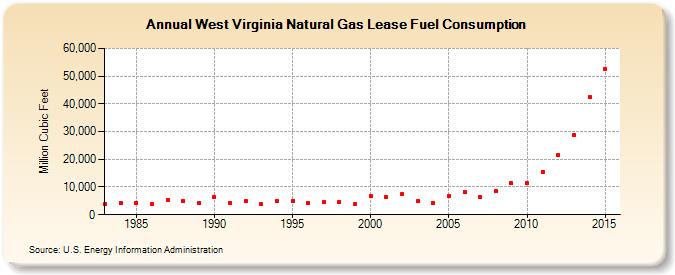 Annual West Virginia Natural Gas Lease Fuel Consumption
Million Cubic Feet
60,000
50,000
40,000
30,000
20,000
10,000
0
1985 1990 1995 2000 2005 2010 2015
Source: U.S. Energy Information Administration